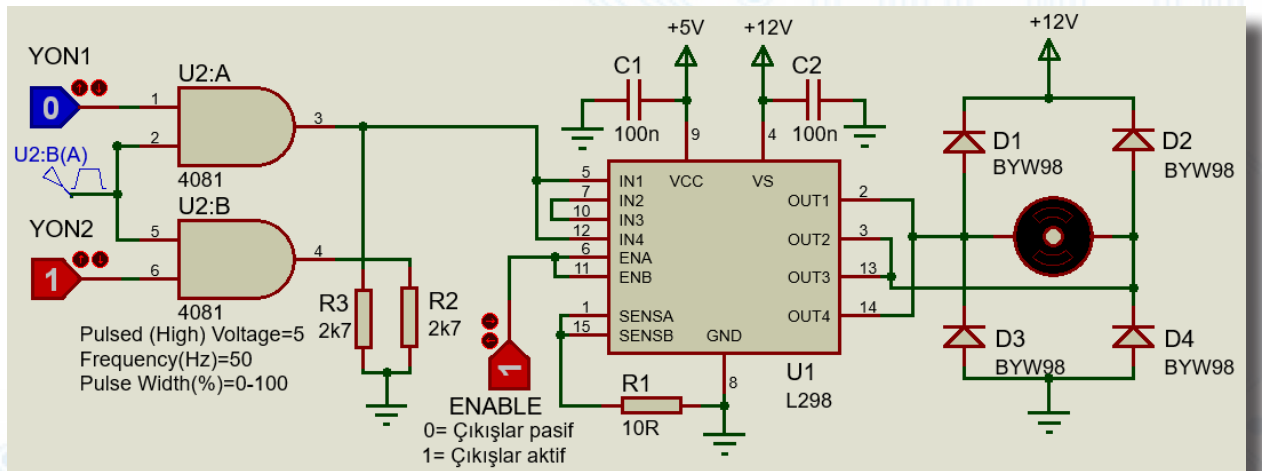 YON1
0
U2:A
1
2
3
4081
U2:B(A)
YON2
1
U2:B
5
6
4
4081
Pulsed (High) Voltage=5
Frequency(Hz)=50
Pulse Width(%)=0-100
R3
2k7
R2
2k7
ENABLE
1
0= Çıkışlar pasif
1= Çıkışlar aktif
+5V
+12V
C1
100n
C2
100n
9
4
VCC
VS
5 IN1
7 IN2
10 IN3
12 IN4
6 ENA
11 ENB
1 SENSA
15 SENSB
GND
8
OUT1 2
OUT2 3
OUT3 13
OUT4 14
U1
L298
R1
10R
+12V
D1
BYW98
D2
BYW98
D3
BYW98
D4
BYW98